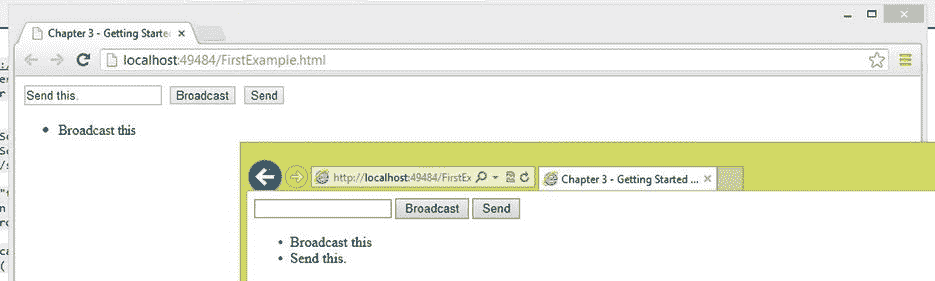 Chapter 3 - Getting Starte
localhost:49484/FirstExample.html
Send this.
Broadcast
Send
Broadcast this
http://localhost:49484/FirstEx
Chapter 3 - Getting Started ...
Broadcast
Send
Broadcast this
Send this.